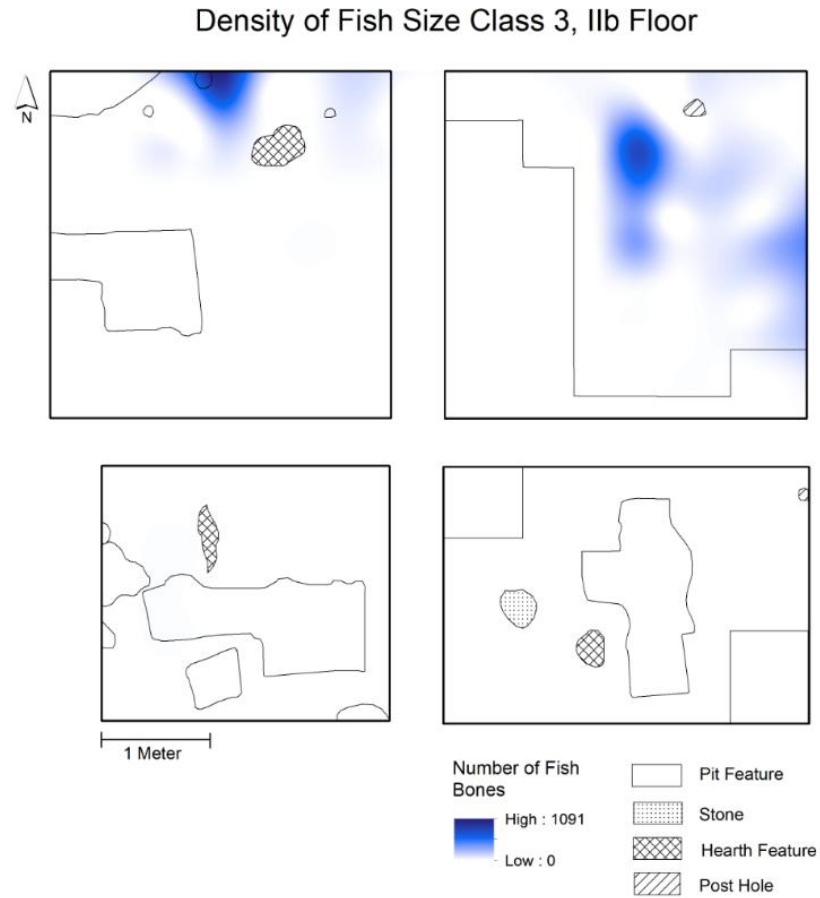 Density of Fish Size Class 3, IIb Floor
N
1 Meter
Number of Fish
Bones
High : 1091
Low : 0
Pit Feature
Stone
Hearth Feature
Post Hole